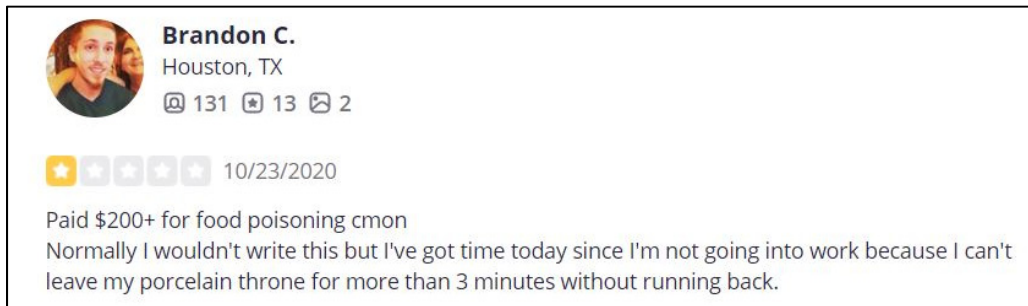 Brandon C.
Houston, TX
131 13 2
10/23/2020
Paid $200+ for food poisoning cmon
Normally I wouldn't write this but I've got time today since I'm not going into work because I can't
leave my porcelain throne for more than 3 minutes without running back.